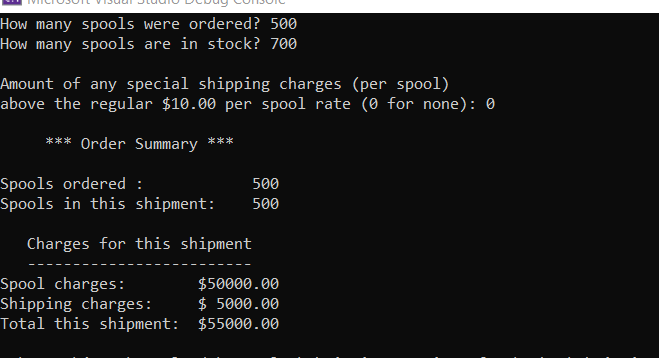 Microsoft Visual Studio Debug Console
How many spools were ordered? 500
How many spools are in stock? 700
Amount of any special shipping charges (per spool)
above the regular $10.00 per spool rate (0 for none): 0
*** Order Summary ***
Spools ordered :            500
Spools in this shipment:    500
Charges for this shipment
-------------------------
Spool charges:        $50000.00
Shipping charges:     $ 5000.00
Total this shipment:  $55000.00